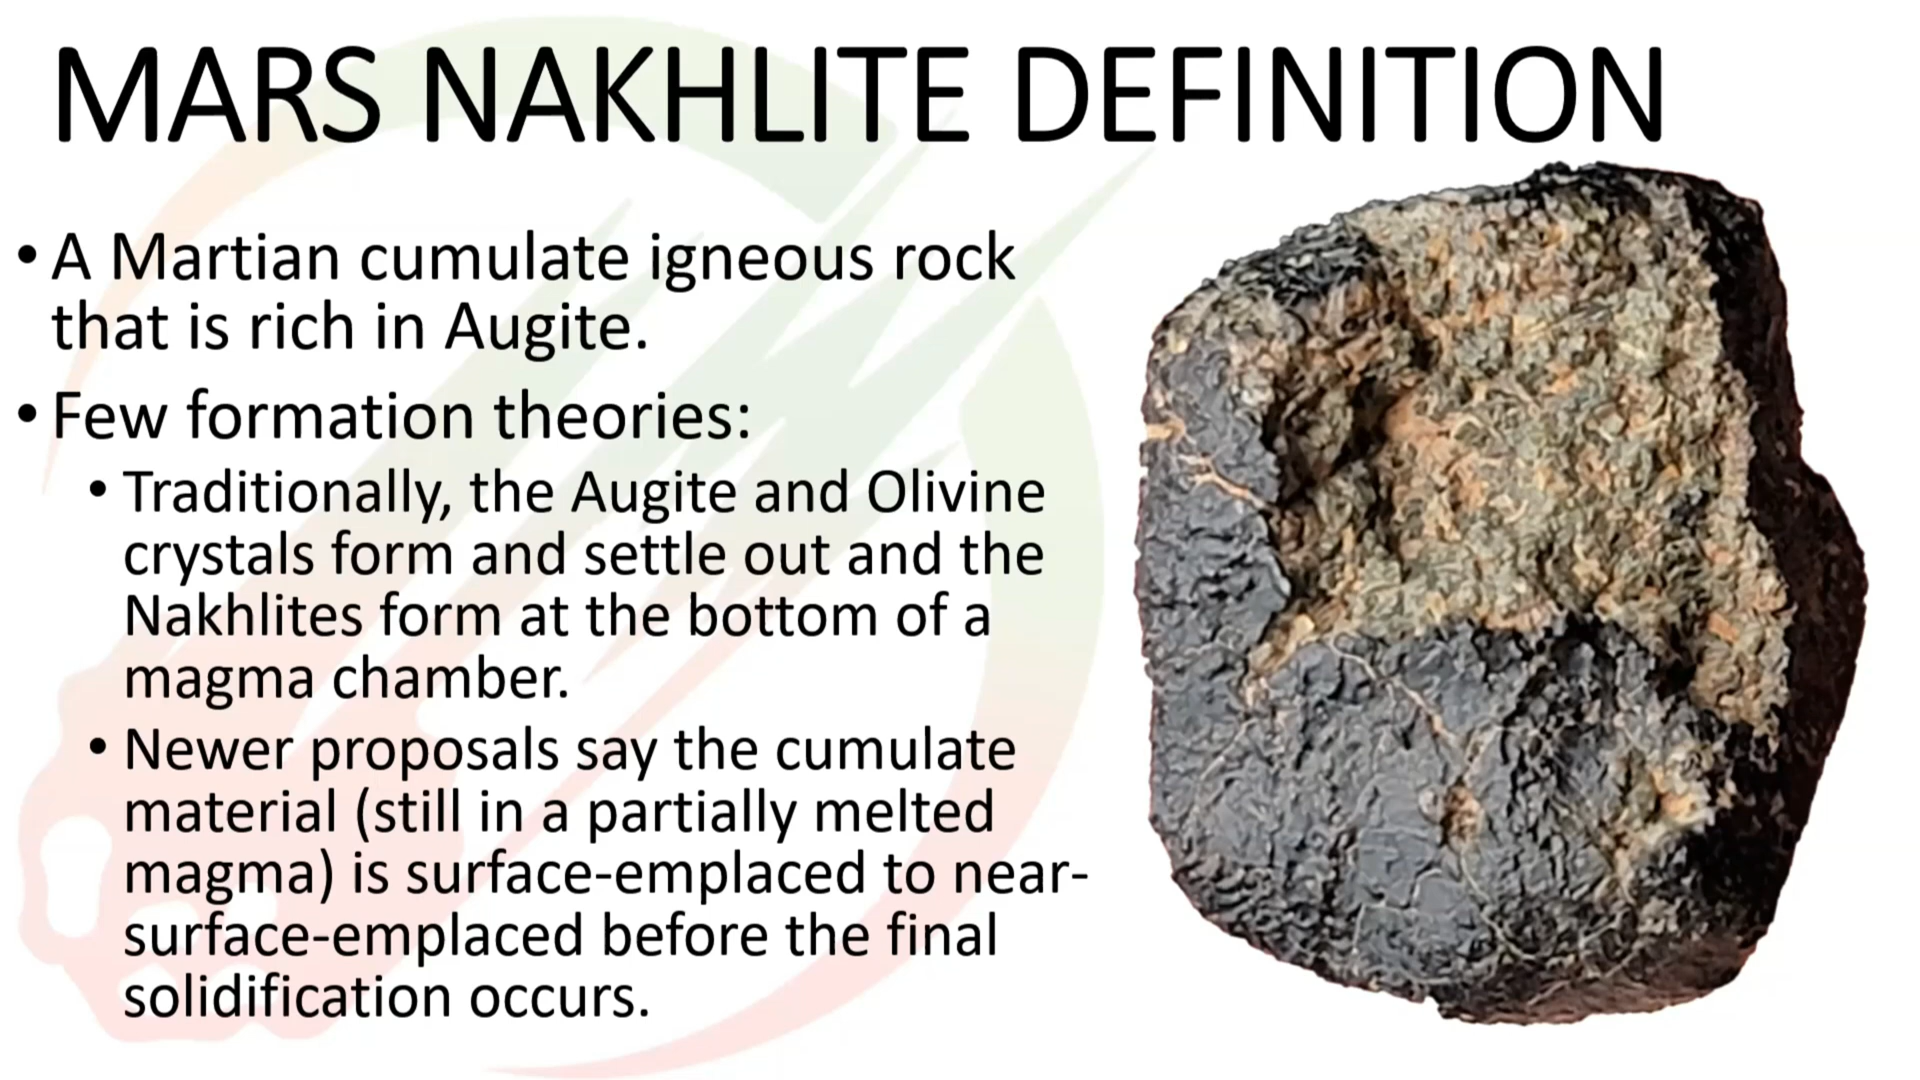 MARS NAKHLITE DEFINITION
• A Martian cumulate igneous rock
that is rich in Augite.
• Few formation theories:
• Traditionally, the Augite and Olivine
crystals form and settle out and the
Nakhlites form at the bottom of a
magma chamber.
• Newer proposals say the cumulate
material (still in a partially melted
magma) is surface-emplaced to near-
surface-emplaced before the final
solidification occurs.